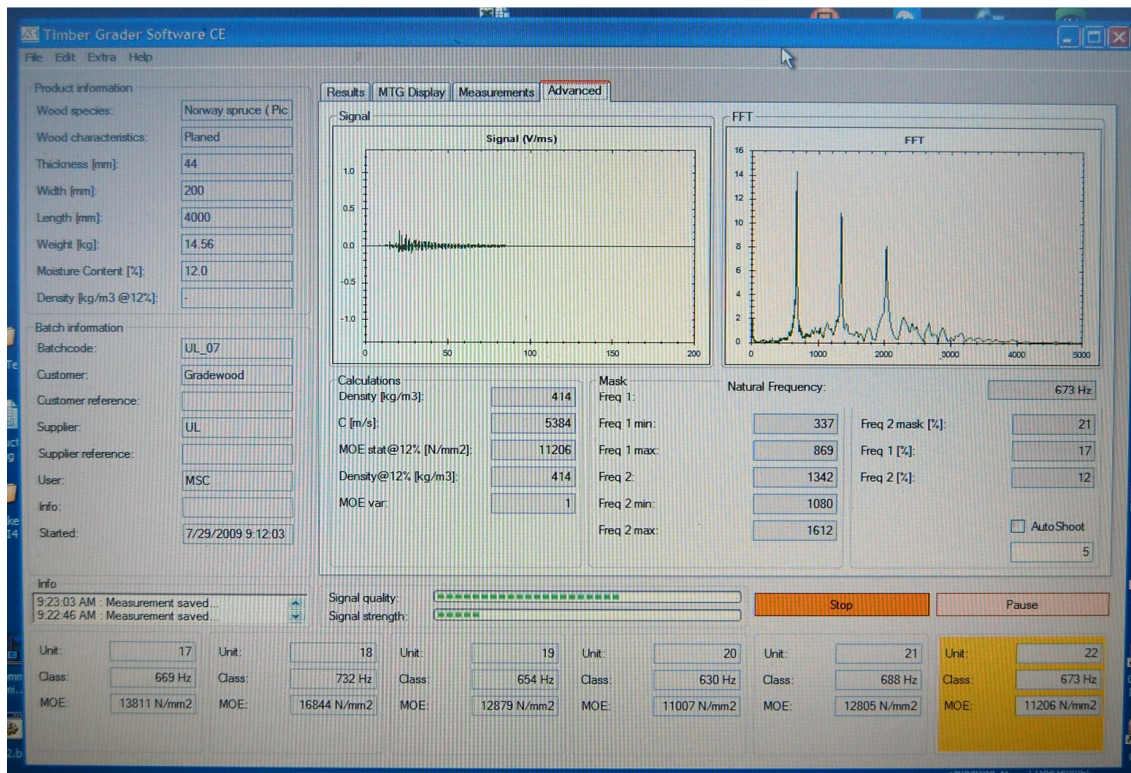 Timber Grader Software CE
File Edit Extra Help
Product information
Wood species: Norway spruce ( Pic
Wood characteristics: Planed
Thickness [mm]: 44
Width [mm]: 200
Length [mm]: 4000
Weight [kg]: 14.56
Moisture Content [%]: 12.0
Density [kg/m3 @12%]: -
Batch information
Batchcode: UL_07
Customer: Gradewood
Customer reference:
Supplier: UL
Supplier reference:
User: MSC
Info:
Started: 7/29/2009 9:12:03
Results MTG Display Measurements Advanced
Signal
Signal (V/ms)
1.0
0.5
0.0
-0.5
-1.0
0 50 100 150 200
FFT
FFT
16
14
12
10
8
6
4
2
0
0 1000 2000 3000 4000 5000
Calculations
Density [kg/m3]: 414
C [m/s]: 5384
MOE stat@12% [N/mm2]: 11206
Density@12% [kg/m3]: 414
MOE var: 1
Mask
Freq 1:
Natural Frequency: 673 Hz
Freq 1 min: 337
Freq 1 max: 869
Freq 2: 1342
Freq 2 min: 1080
Freq 2 max: 1612
Freq 2 mask [%]: 21
Freq 1 [%]: 17
Freq 2 [%]: 12
AutoShoot
5
Info
9:23:03 AM : Measurement saved...
9:22:46 AM : Measurement saved...
Signal quality:
Signal strength:
Stop
Pause
Unit: 17 Unit: 18 Unit: 19 Unit: 20 Unit: 21 Unit: 22
Class: 669 Hz Class: 732 Hz Class: 654 Hz Class: 630 Hz Class: 688 Hz Class: 673 Hz
MOE: 13811 N/mm2 MOE: 16844 N/mm2 MOE: 12879 N/mm2 MOE: 11007 N/mm2 MOE: 12805 N/mm2 MOE: 11206 N/mm2